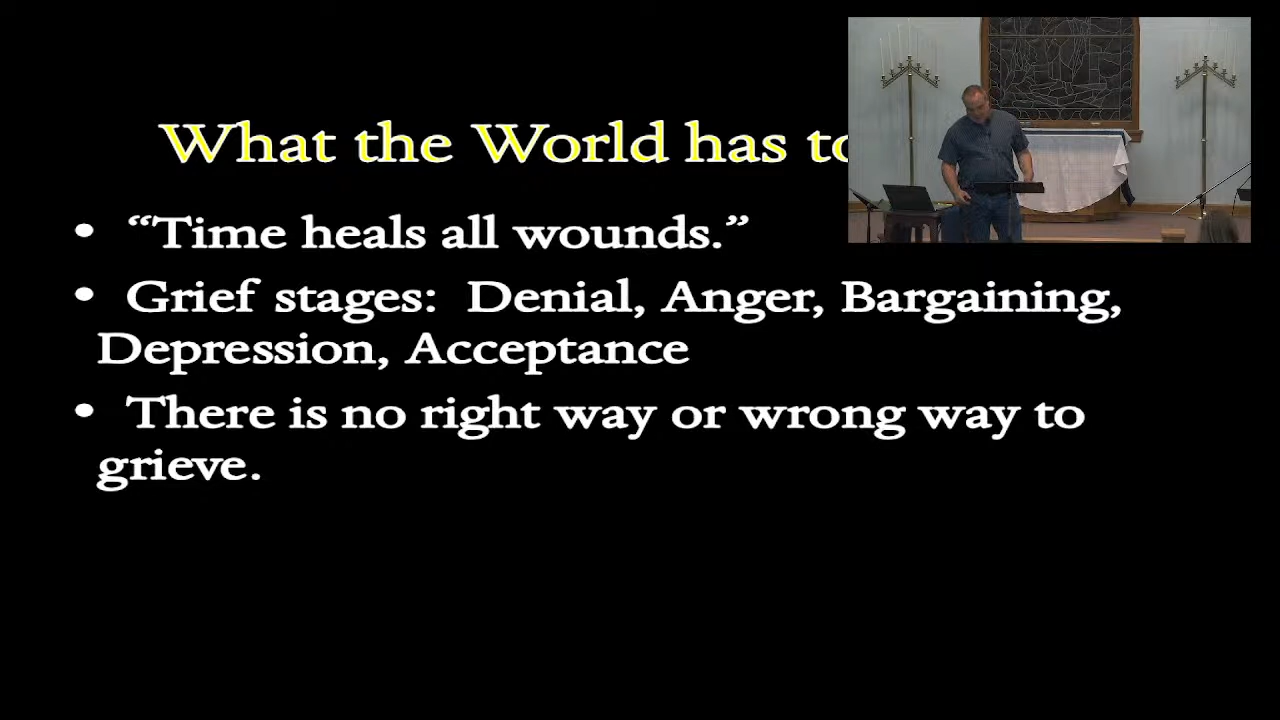 What the World has to
• “Time heals all wounds.”
• Grief stages: Denial, Anger, Bargaining,
Depression, Acceptance
• There is no right way or wrong way to
grieve.